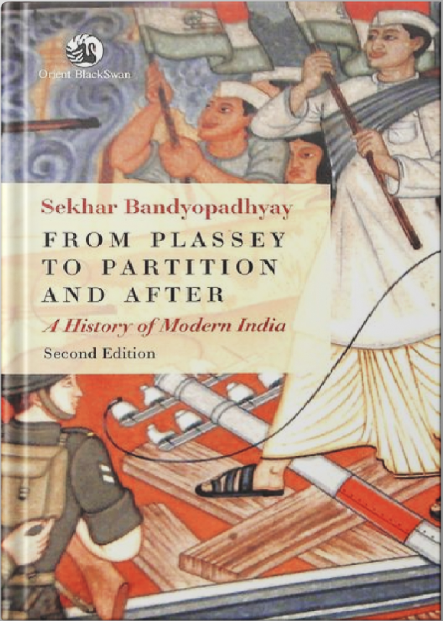 Orient BlackSwan
Sekhar Bandyopadhyay
FROM PLASSEY
TO PARTITION
AND AFTER
A History of Modern India
Second Edition